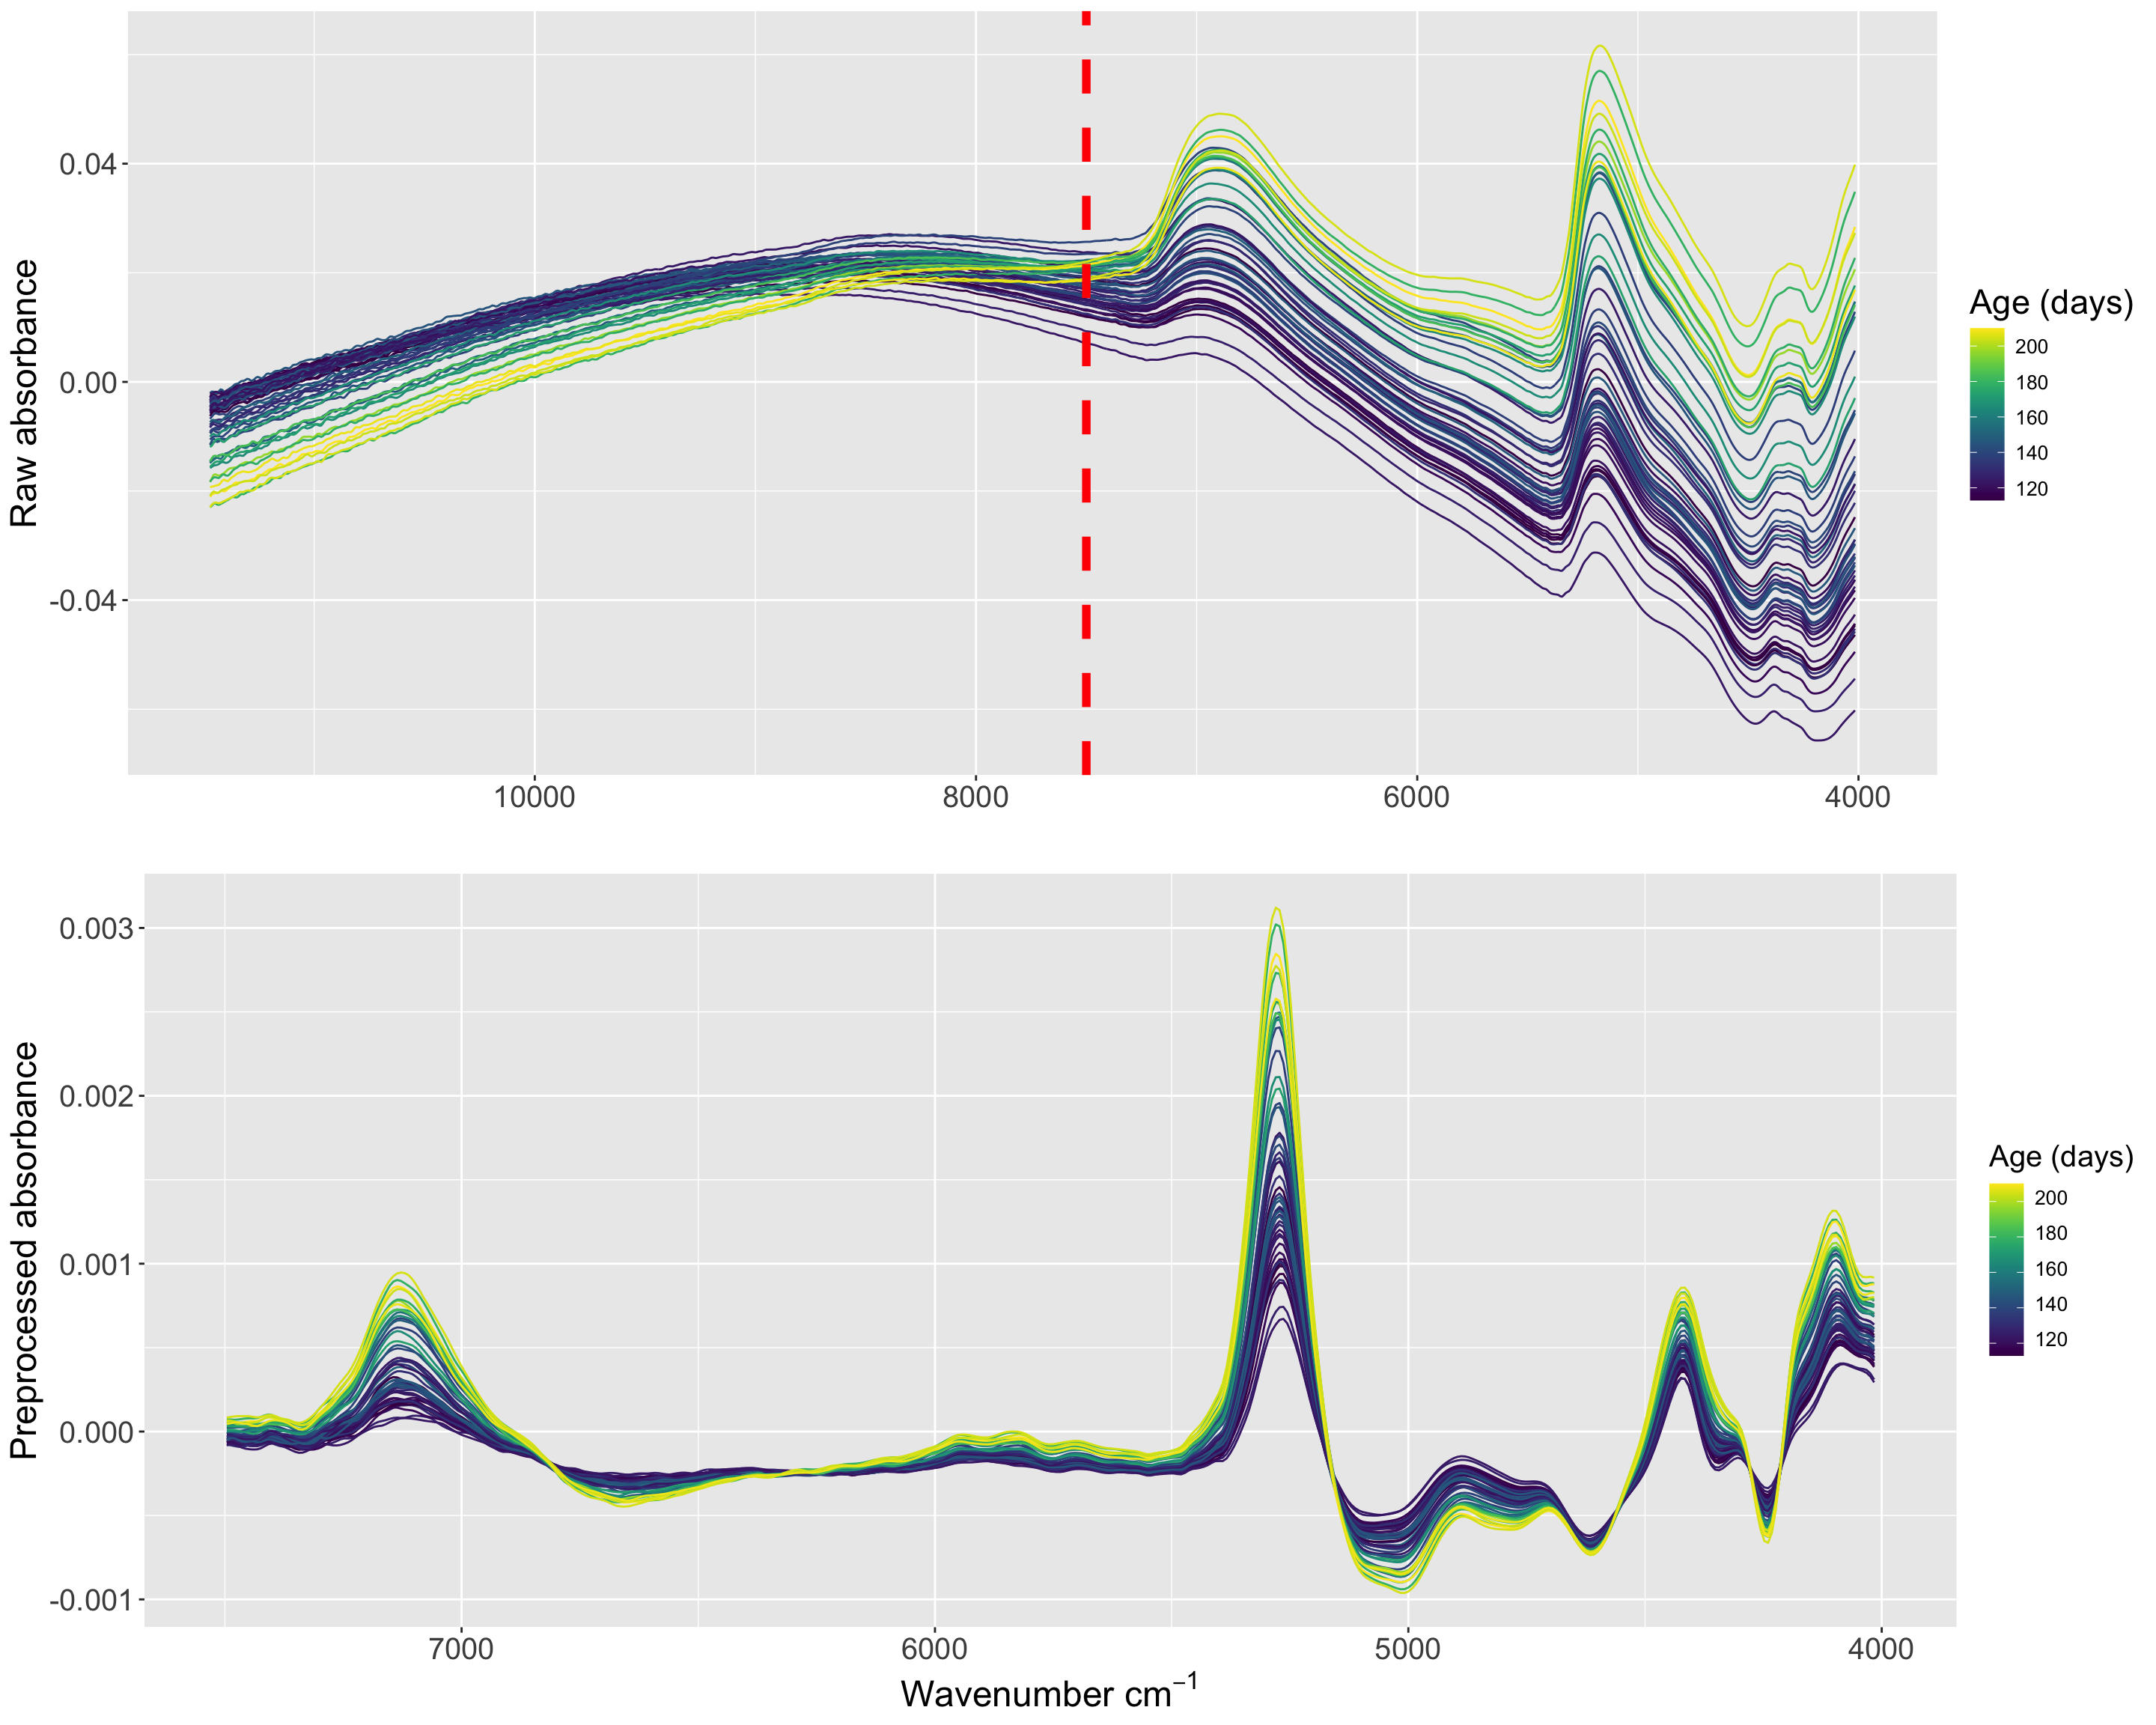 Raw absorbance
0.04
0.00
-0.04
10000 8000 6000 4000
Age (days)
200
180
160
140
120
Preprocessed absorbance
0.003
0.002
0.001
0.000
-0.001
7000 6000 5000 4000
Wavenumber cm⁻¹
Age (days)
200
180
160
140
120